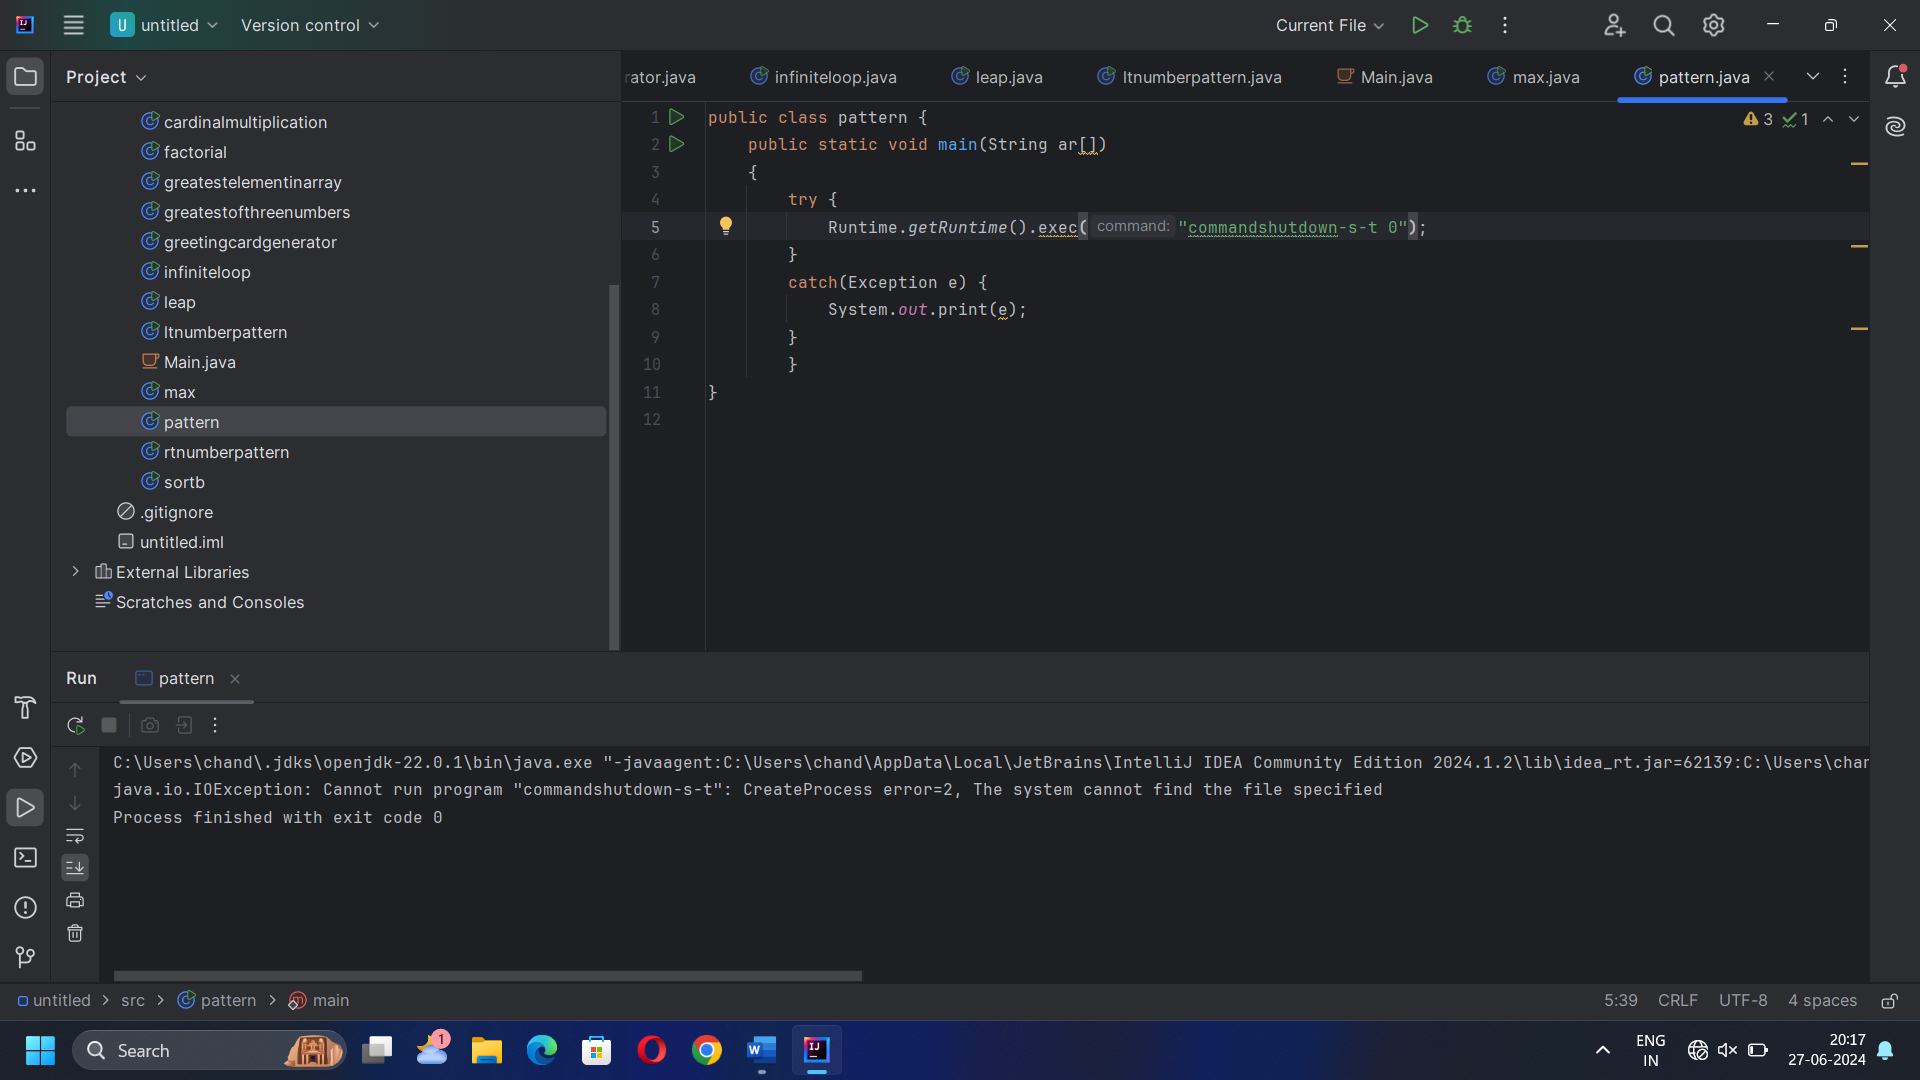 U untitled Version control Current File
Project
rator.java infiniteloop.java leap.java ltnumberpattern.java Main.java max.java pattern.java
cardinalmultiplication
factorial
greatestelementinarray
greatestofthreenumbers
greetingcardgenerator
infiniteloop
leap
ltnumberpattern
Main.java
max
pattern
rtnumberpattern
sortb
.gitignore
untitled.iml
External Libraries
Scratches and Consoles
3 1
1 public class pattern {
2 public static void main(String ar[])
3 {
4 try {
5 Runtime.getRuntime().exec( command: "commandshutdown-s-t 0");
6 }
7 catch(Exception e) {
8 System.out.print(e);
9 }
10 }
11 }
12
Run pattern
C:\Users\chand\.jdks\openjdk-22.0.1\bin\java.exe "-javaagent:C:\Users\chand\AppData\Local\JetBrains\IntelliJ IDEA Community Edition 2024.1.2\lib\idea_rt.jar=62139:C:\Users\chan
java.io.IOException: Cannot run program "commandshutdown-s-t": CreateProcess error=2, The system cannot find the file specified
Process finished with exit code 0
untitled > src > pattern > main 5:39 CRLF UTF-8 4 spaces
Search 1 ENG 20:17
IN 27-06-2024